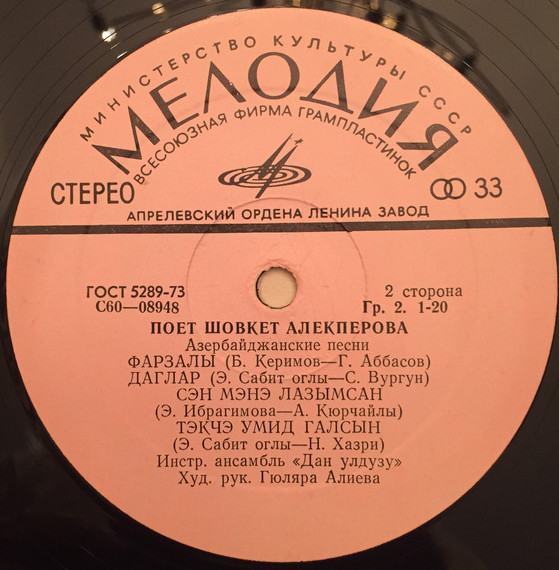 МИНИСТЕРСТВО КУЛЬТУРЫ СССР
МЕЛОДИЯ
ВСЕСОЮЗНАЯ ФИРМА ГРАМПЛАСТИНОК
СТЕРЕО
33
АПРЕЛЕВСКИЙ ОРДЕНА ЛЕНИНА ЗАВОД
ГОСТ 5289-73
2 сторона
С60—08948
Гр. 2. 1-20
ПОЕТ ШОВКЕТ АЛЕКПЕРОВА
Азербайджанские песни
ФАРЗАЛЫ (Б. Керимов—Г. Аббасов)
ДАГЛАР (Э. Сабит оглы—С. Вургун)
СЭН МЭНЭ ЛАЗЫМСАН
(Э. Ибрагимова—А. Кюрчайлы)
ТЭКЧЭ УМИД ГАЛСЫН
(Э. Сабит оглы—Н. Хазри)
Инстр. ансамбль «Дан улдузу»
Худ. рук. Гюляра Алиева